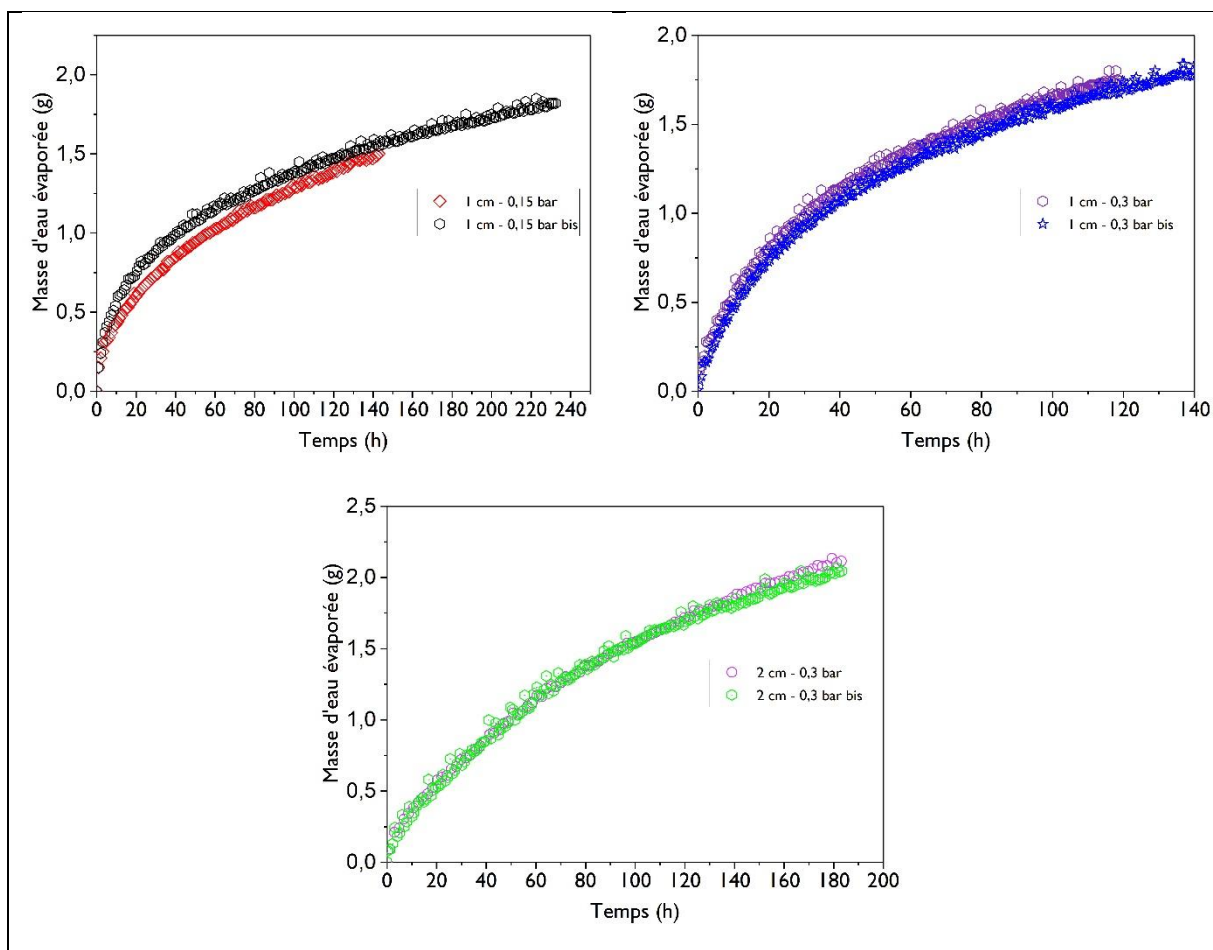 2,0
1,5
1,0
0,5
0,0
Masse d'eau évaporée (g)
1 cm - 0,15 bar
1 cm - 0,15 bar bis
0 20 40 60 80 100 120 140 160 180 200 220 240
Temps (h)
2,0
1,5
1,0
0,5
0,0
Masse d'eau évaporée (g)
1 cm - 0,3 bar
1 cm - 0,3 bar bis
0 20 40 60 80 100 120 140
Temps (h)
2,5
2,0
1,5
1,0
0,5
0,0
Masse d'eau évaporée (g)
2 cm - 0,3 bar
2 cm - 0,3 bar bis
0 20 40 60 80 100 120 140 160 180 200
Temps (h)